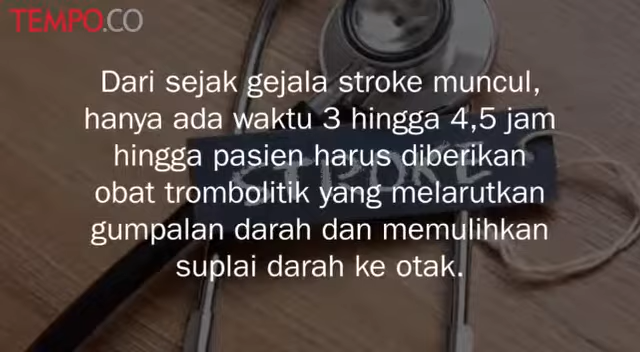 TEMPO.CO
Dari sejak gejala stroke muncul,
hanya ada waktu 3 hingga 4,5 jam
hingga pasien harus diberikan
obat trombolitik yang melarutkan
gumpalan darah dan memulihkan
suplai darah ke otak.
STROKE